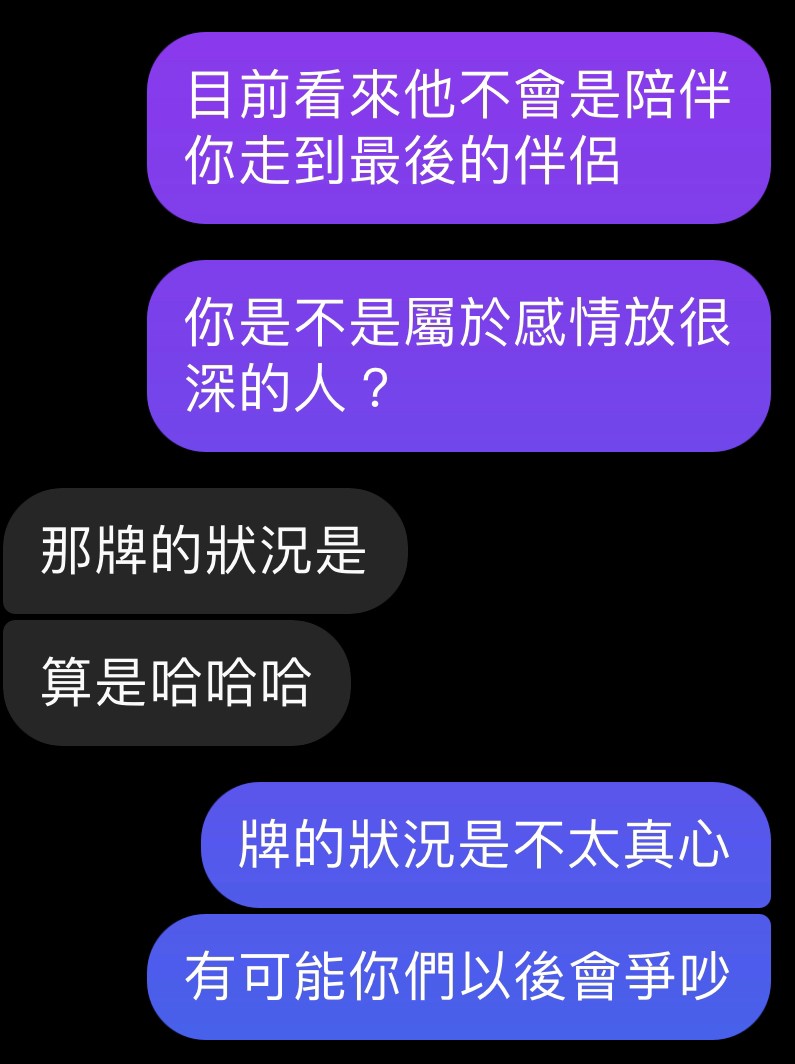 目前看來他不會是陪伴
你走到最後的伴侶
你是不是屬於感情放很
深的人？
那牌的狀況是
算是哈哈哈
牌的狀況是不太真心
有可能你們以後會爭吵